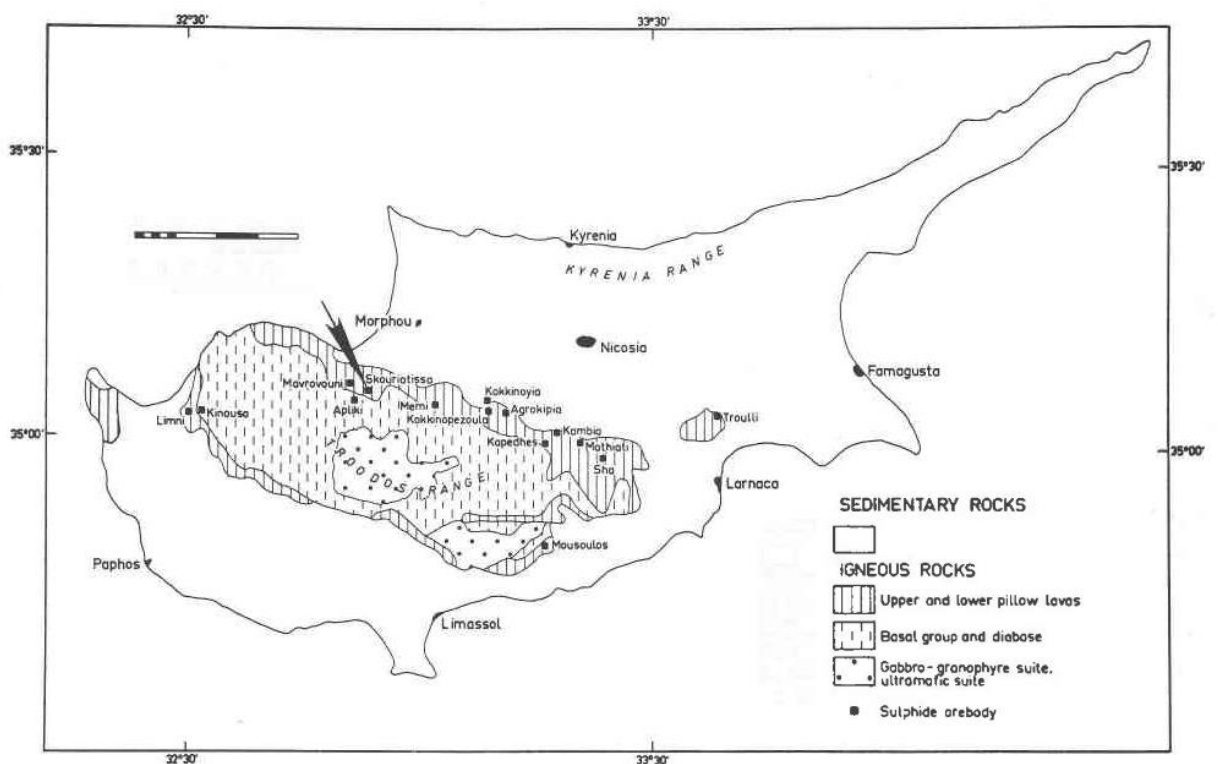 32°30'
33°30'
35°30'
35°30'
Kyrenia
KYRENIA RANGE
Morphou
Nicosia
Skouriatissa
Mavrovouni
Famagusta
Kokkinoyia
Apliki
Memi
Agrokipia
Limni
Kinousa
Kokkinopezoula
Troulli
35°00'
Kambia
Kapedhes
Mathiati
35°00'
Sha
TROODOS RANGE
Larnaca
SEDIMENTARY ROCKS
Mousoulos
Paphos
IGNEOUS ROCKS
Upper and lower pillow lavas
Limassol
Basal group and diabase
Gabbro-granophyre suite,
ultramafic suite
Sulphide orebody
32°30'
33°30'